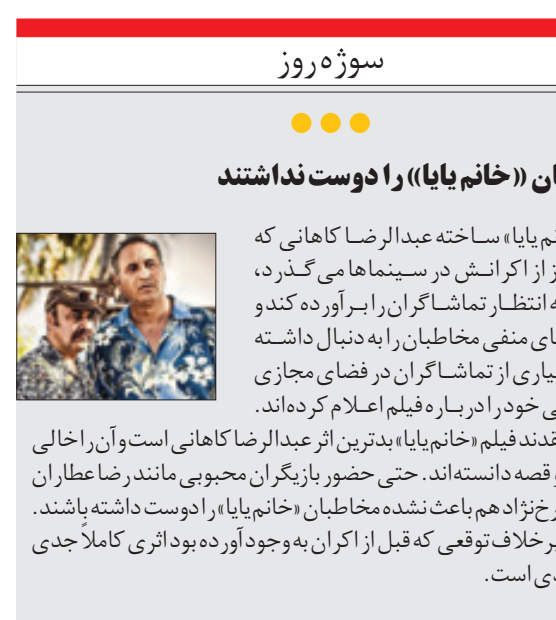 سوژه روز
ان «خانم یایا» را دوست نداشتند
نم یایا» ساخته عبدالرضا کاهانی که
ز از اکرانش در سینماها می‌گذرد،
ه انتظار تماشاگران را برآورده کند و
ای منفی مخاطبان را به دنبال داشته
یاری از تماشاگران در فضای مجازی
ی خود را درباره فیلم اعلام کرده‌اند.
قدند فیلم «خانم یایا» بدترین اثر عبدالرضا کاهانی است و آن را خالی
و قصه دانسته‌اند. حتی حضور بازیگران محبوبی مانند رضا عطاران
رخ‌نژاد هم باعث نشده مخاطبان «خانم یایا» را دوست داشته باشند.
برخلاف توقعی که قبل از اکران به وجود آورده بود اثری کاملاً جدی
دی است.